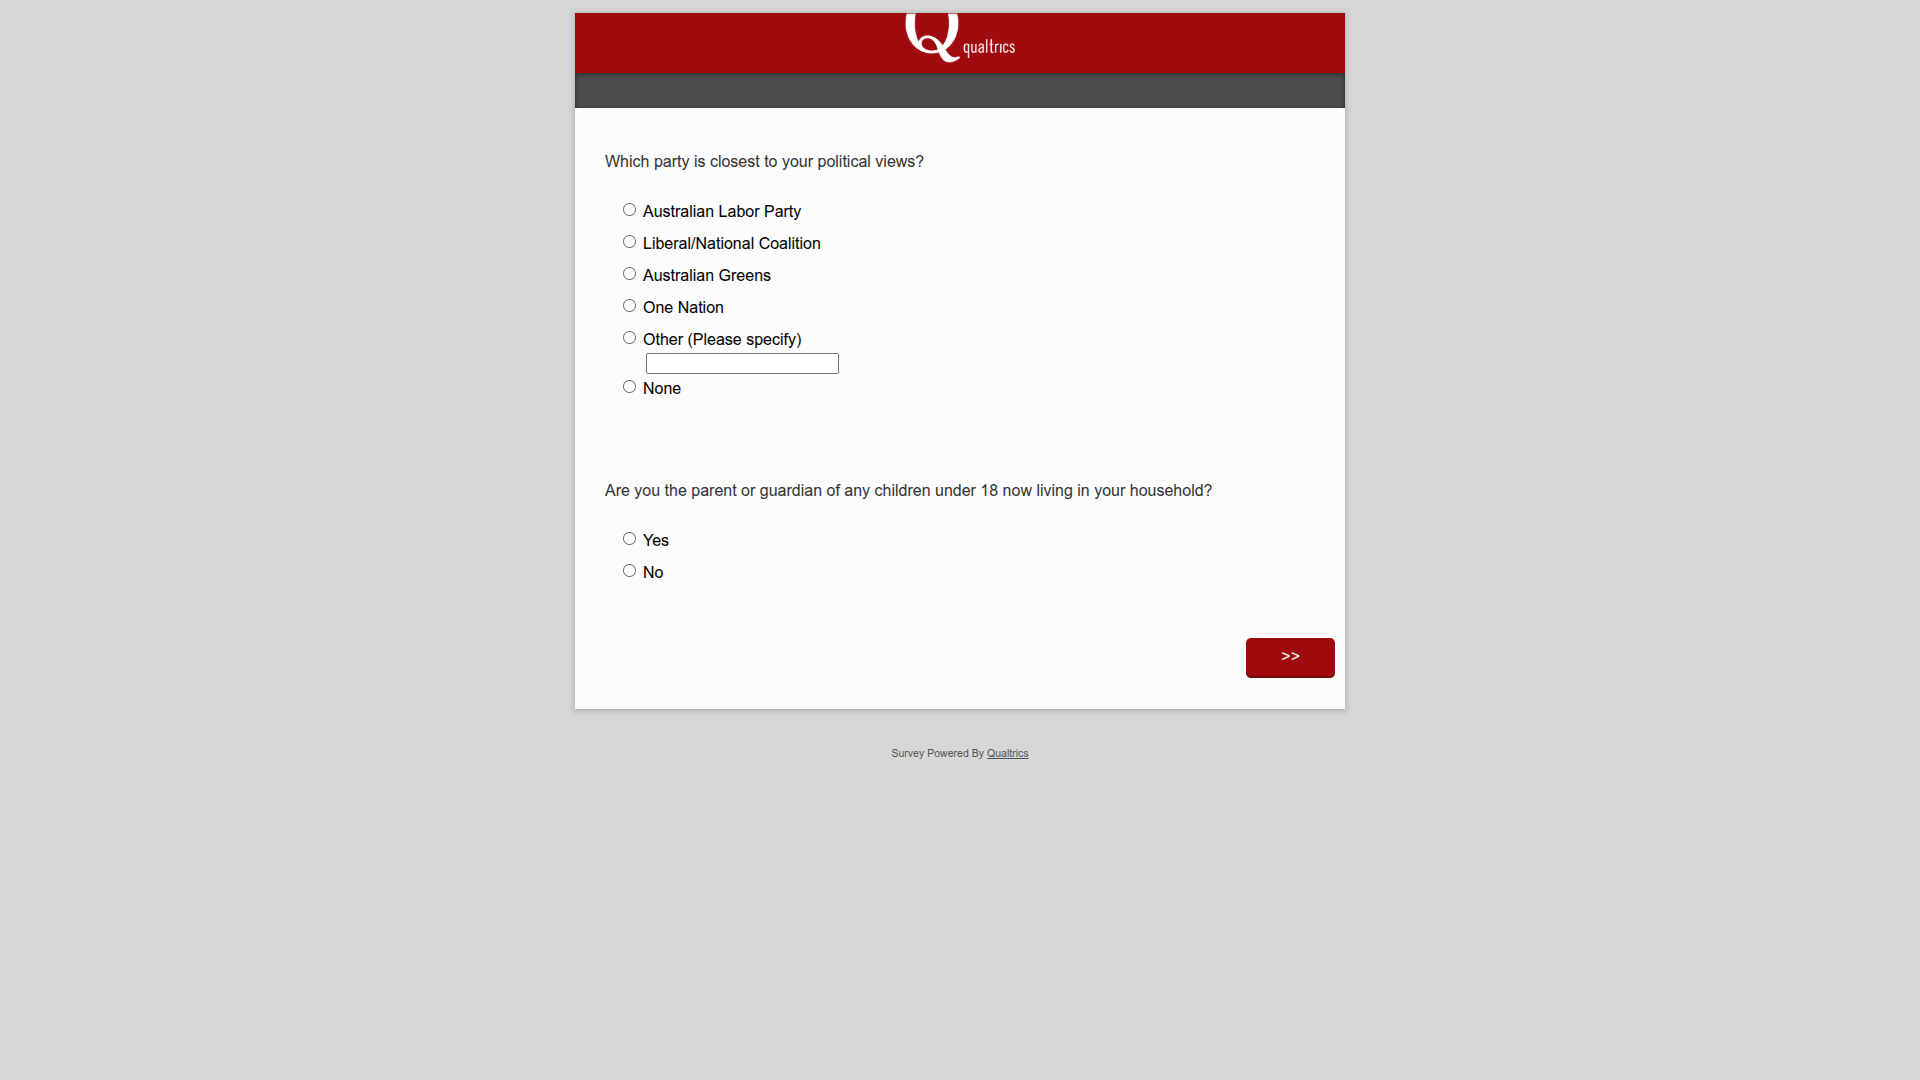 Q qualtrics
Which party is closest to your political views?
Australian Labor Party
Liberal/National Coalition
Australian Greens
One Nation
Other (Please specify)
None
Are you the parent or guardian of any children under 18 now living in your household?
Yes
No
>>
Survey Powered By Qualtrics